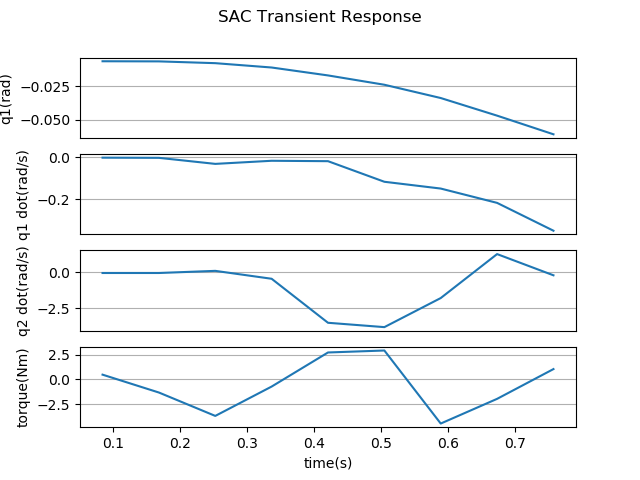 SAC Transient Response
q1(rad)
−0.025
−0.050
q1 dot(rad/s)
0.0
−0.2
q2 dot(rad/s)
0.0
−2.5
torque(Nm)
2.5
0.0
−2.5
0.1 0.2 0.3 0.4 0.5 0.6 0.7
time(s)